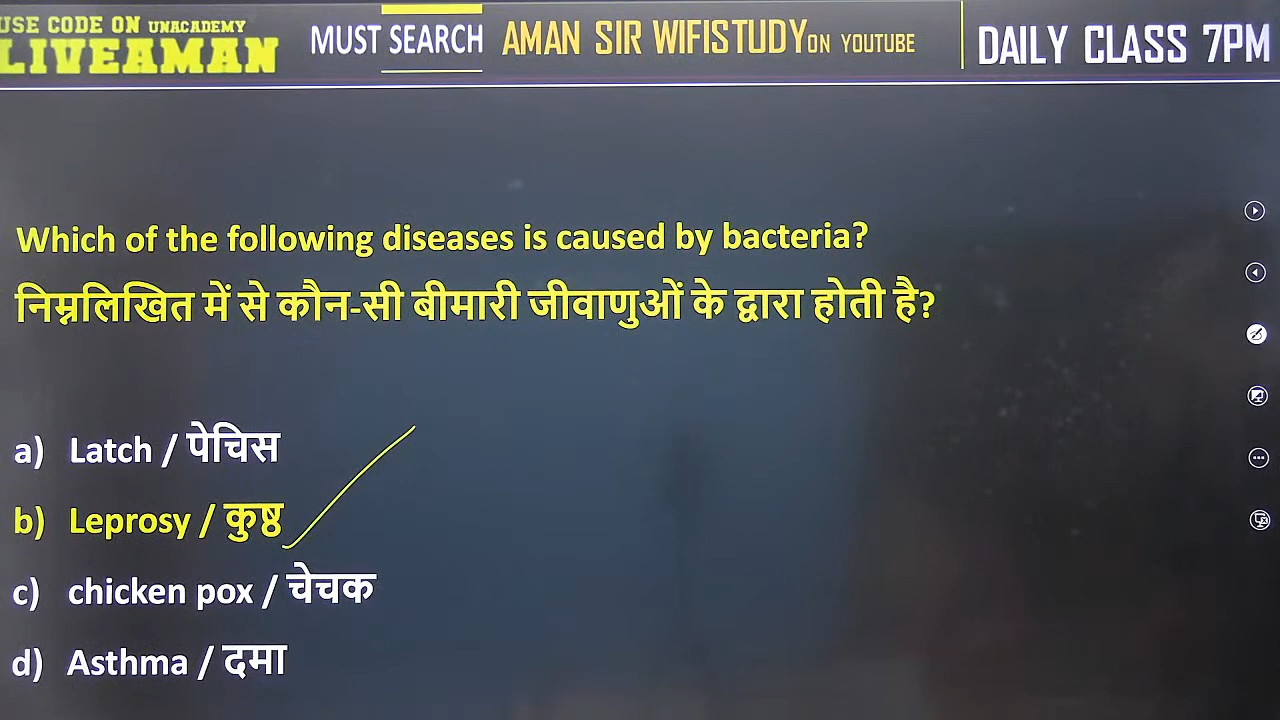 USE CODE ON UNACADEMY
LIVEAMAN
MUST SEARCH
AMAN SIR WIFISTUDY ON YOUTUBE
DAILY CLASS 7PM
Which of the following diseases is caused by bacteria?
निम्नलिखित में से कौन-सी बीमारी जीवाणुओं के द्वारा होती है?
a) Latch / पेचिस
b) Leprosy / कुष्ठ
c) chicken pox / चेचक
d) Asthma / दमा